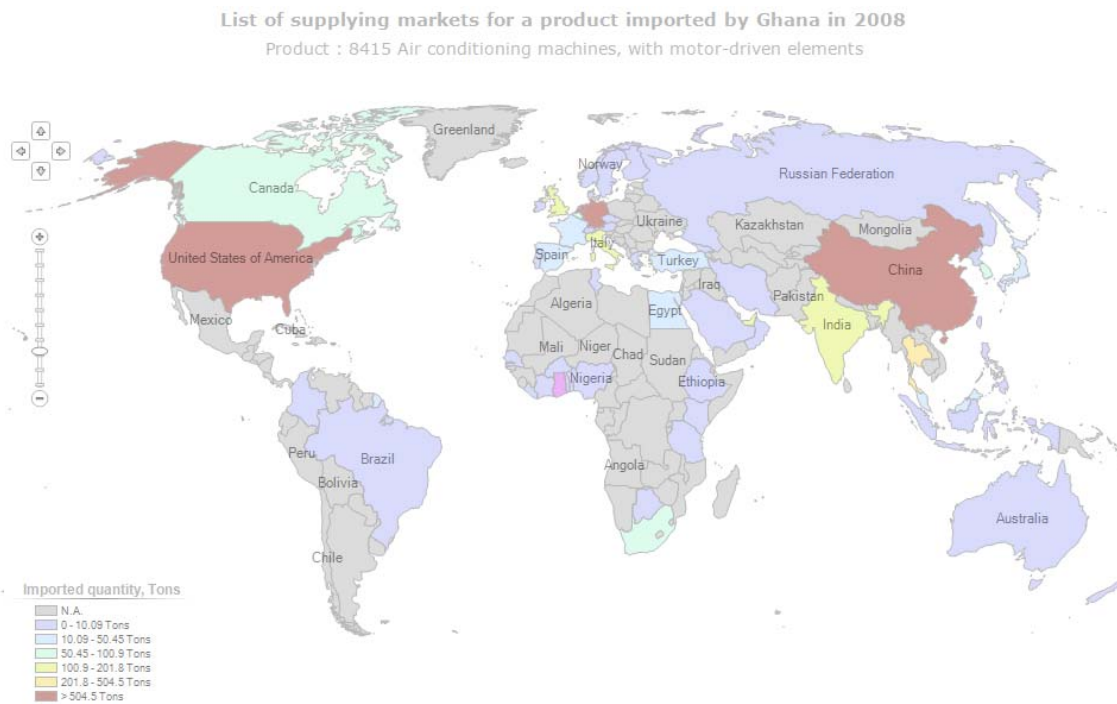 List of supplying markets for a product imported by Ghana in 2008
Product : 8415 Air conditioning machines, with motor-driven elements
Greenland
Norway
Canada
Russian Federation
Ukraine
Kazakhstan
Mongolia
Italy
United States of America
Spain
Turkey
China
Iraq
Pakistan
Algeria
Egypt
Mexico
India
Cuba
Mali
Niger
Chad
Sudan
Nigeria
Ethiopia
Peru
Brazil
Angola
Bolivia
Australia
Chile
Imported quantity, Tons
N.A.
0 - 10.09 Tons
10.09 - 50.45 Tons
50.45 - 100.9 Tons
100.9 - 201.8 Tons
201.8 - 504.5 Tons
> 504.5 Tons